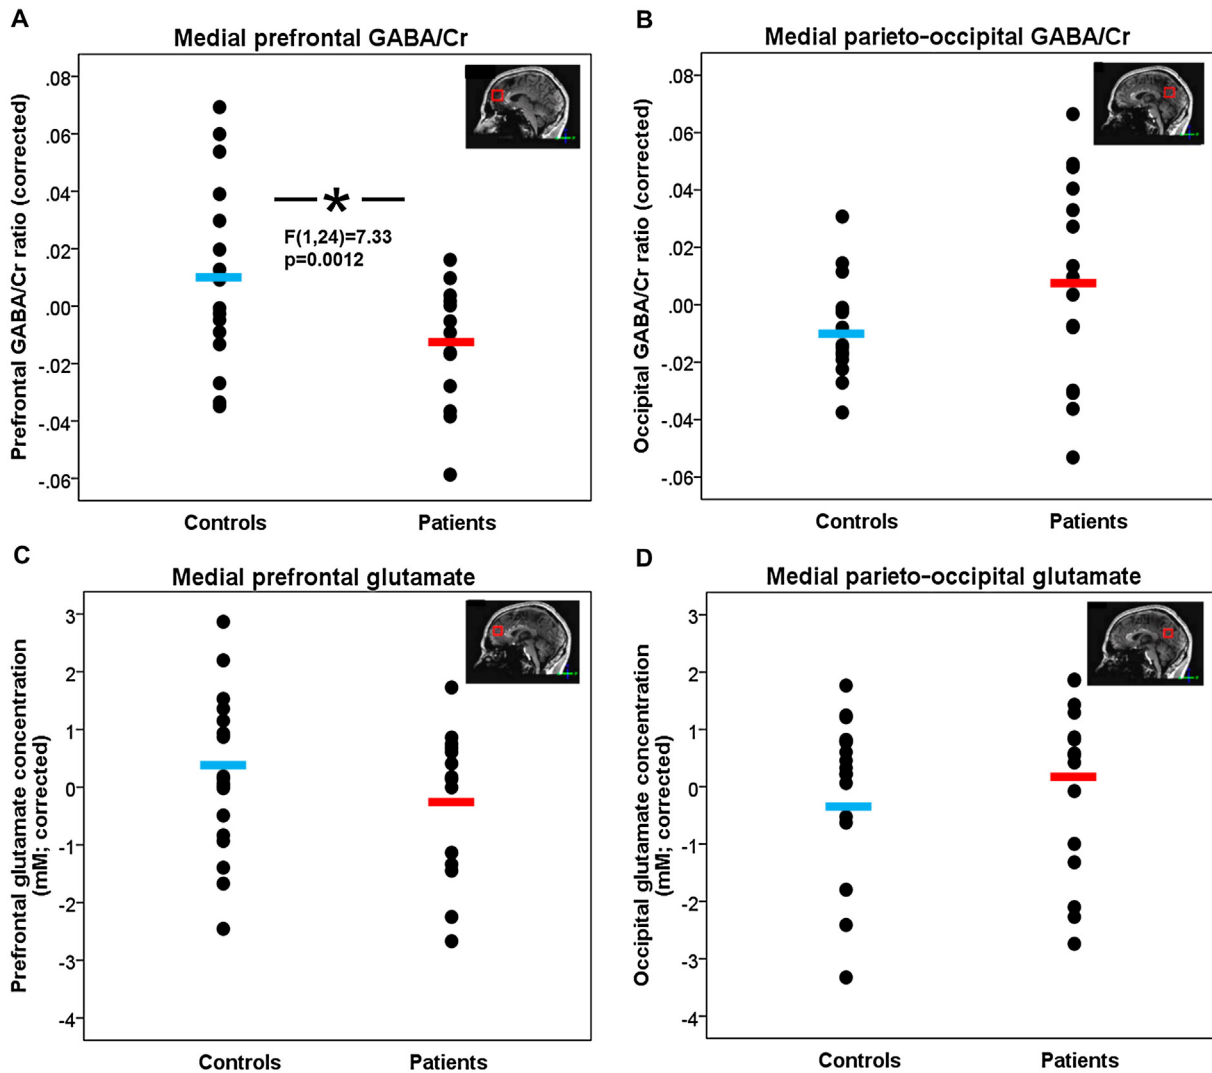 A
Medial prefrontal GABA/Cr
Prefrontal GABA/Cr ratio (corrected)
.08
.06
.04
.02
.00
-.02
-.04
-.06
*
F(1,24)=7.33
p=0.0012
Controls
Patients
B
Medial parieto-occipital GABA/Cr
Occipital GABA/Cr ratio (corrected)
.08
.06
.04
.02
.00
-.02
-.04
-.06
Controls
Patients
C
Medial prefrontal glutamate
Prefrontal glutamate concentration
(mM; corrected)
3
2
1
0
-1
-2
-3
-4
Controls
Patients
D
Medial parieto-occipital glutamate
Occipital glutamate concentration
(mM; corrected)
3
2
1
0
-1
-2
-3
-4
Controls
Patients